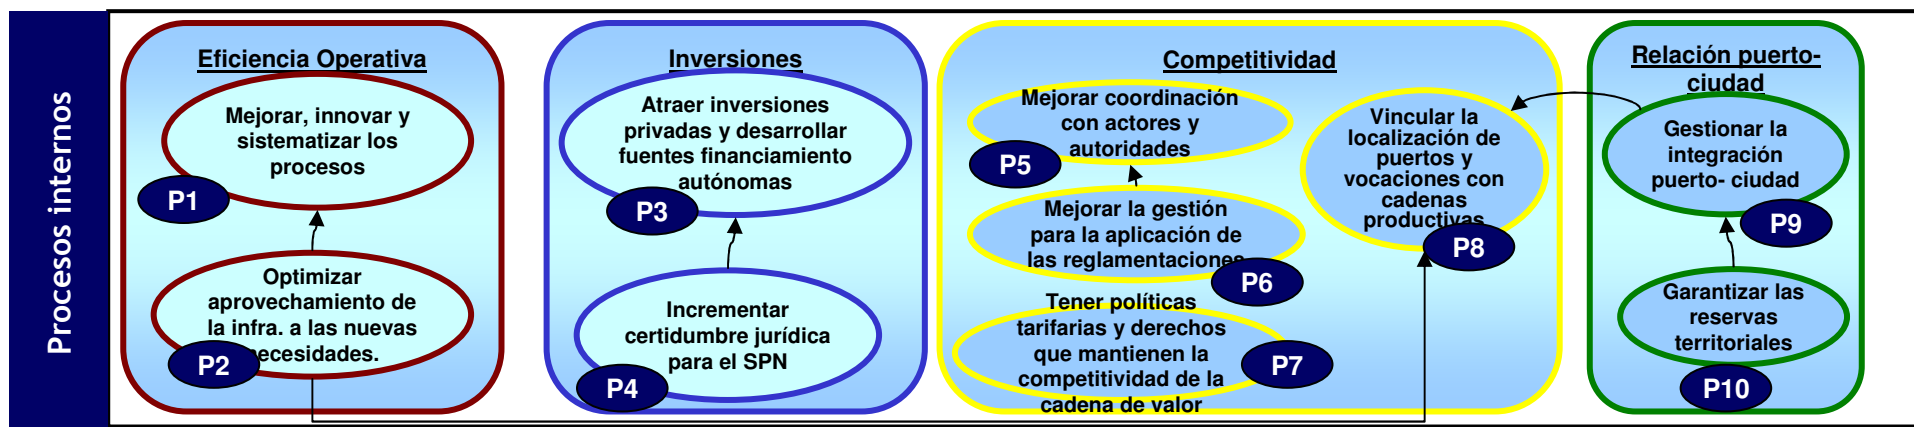 Procesos internos
Eficiencia Operativa
Mejorar, innovar y
sistematizar los
procesos
P1
Optimizar
aprovechamiento de
la infra. a las nuevas
necesidades.
P2
Inversiones
Atraer inversiones
privadas y desarrollar
fuentes financiamiento
autónomas
P3
Incrementar
certidumbre jurídica
para el SPN
P4
Competitividad
Mejorar coordinación
con actores y
autoridades
P5
Mejorar la gestión
para la aplicación de
las reglamentaciones
P6
Tener políticas
tarifarias y derechos
que mantienen la
competitividad de la
cadena de valor
P7
Vincular la
localización de
puertos y
vocaciones con
cadenas
productivas
P8
Relación puerto-
ciudad
Gestionar la
integración
puerto- ciudad
P9
Garantizar las
reservas
territoriales
P10